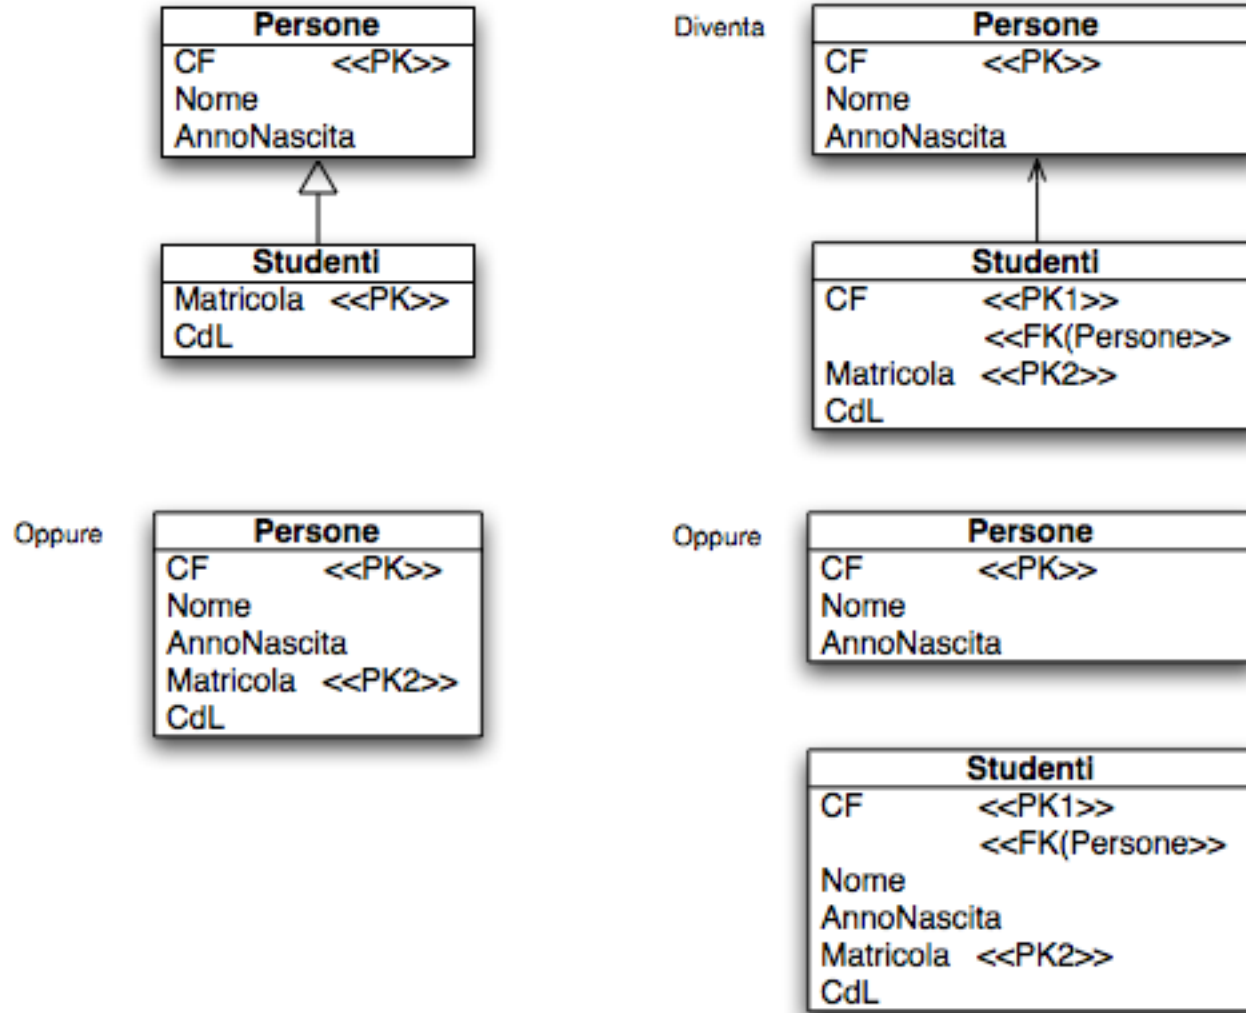 Persone
CF <<PK>>
Nome
AnnoNascita
Studenti
Matricola <<PK>>
CdL
Diventa
Persone
CF <<PK>>
Nome
AnnoNascita
Studenti
CF <<PK1>>
<<FK(Persone>>
Matricola <<PK2>>
CdL
Oppure
Persone
CF <<PK>>
Nome
AnnoNascita
Matricola <<PK2>>
CdL
Oppure
Persone
CF <<PK>>
Nome
AnnoNascita
Studenti
CF <<PK1>>
<<FK(Persone>>
Nome
AnnoNascita
Matricola <<PK2>>
CdL